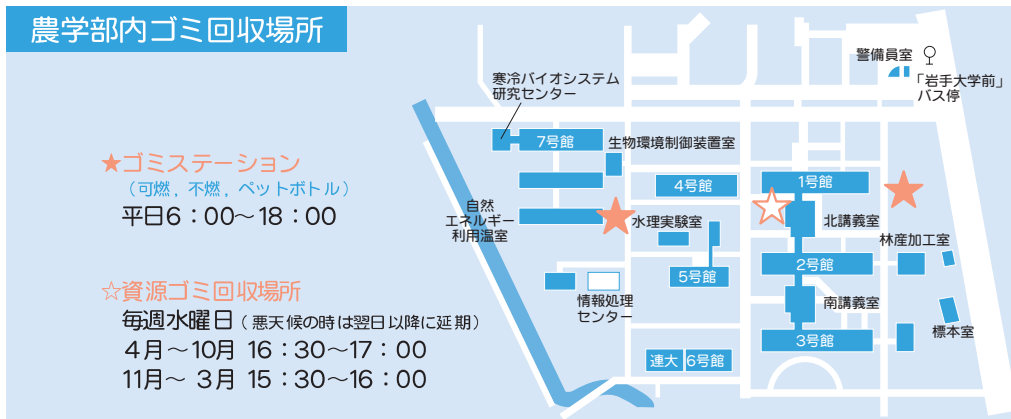 農学部内ゴミ回収場所
★ゴミステーション
（可燃，不燃，ペットボトル）
平日6：00〜18：00
☆資源ゴミ回収場所
毎週水曜日（悪天候の時は翌日以降に延期）
4月〜10月 16：30〜17：00
11月〜 3月 15：30〜16：00
警備員室
「岩手大学前」
バス停
寒冷バイオシステム
研究センター
7号館
生物環境制御装置室
4号館
1号館
自然
エネルギー
利用温室
水理実験室
北講義室
林産加工室
5号館
2号館
情報処理
センター
南講義室
標本室
3号館
連大
6号館